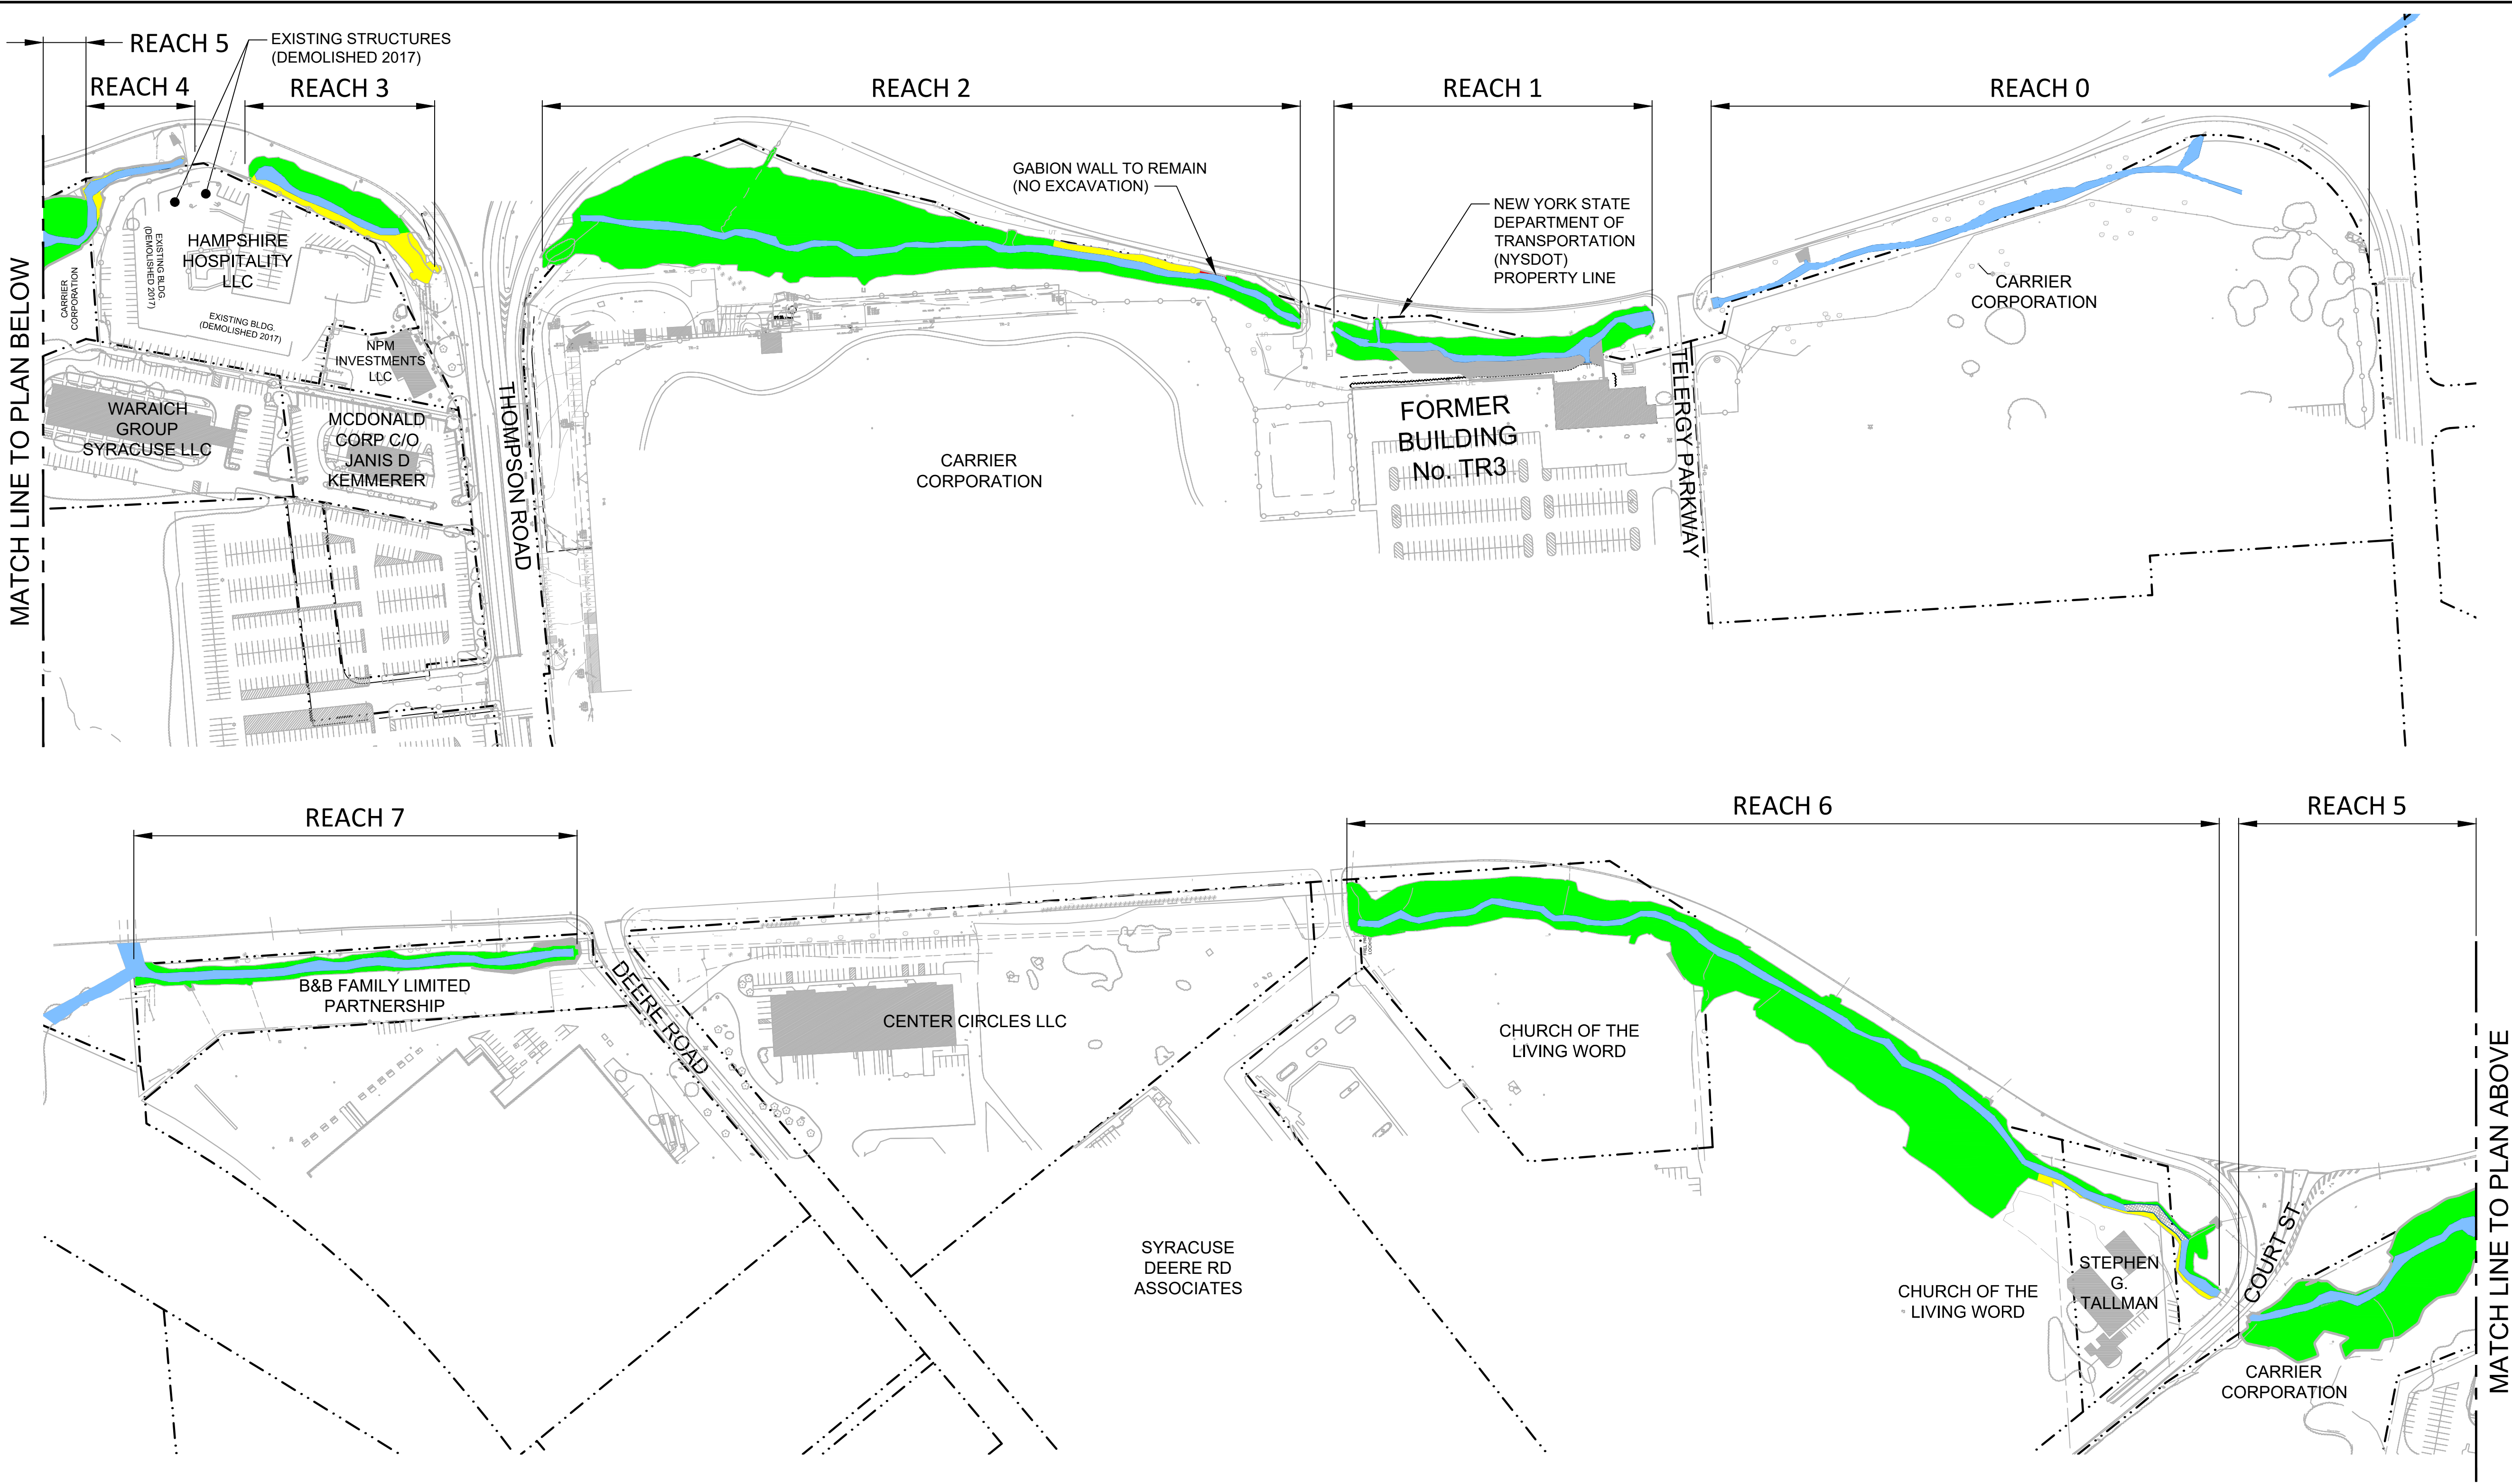 REACH 5
EXISTING STRUCTURES
(DEMOLISHED 2017)
REACH 4
REACH 3
REACH 2
REACH 1
REACH 0
GABION WALL TO REMAIN
(NO EXCAVATION)
NEW YORK STATE
DEPARTMENT OF
TRANSPORTATION
(NYSDOT)
PROPERTY LINE
HAMPSHIRE
HOSPITALITY
LLC
EXISTING BLDG.
(DEMOLISHED 2017)
CARRIER
CORPORATION
EXISTING BLDG.
(DEMOLISHED 2017)
NPM
INVESTMENTS
LLC
CARRIER
CORPORATION
WARAICH
GROUP
SYRACUSE LLC
MCDONALD
CORP C/O
JANIS D
KEMMERER
THOMPSON ROAD
CARRIER
CORPORATION
FORMER
BUILDING
No. TR3
TELERGY PARKWAY
MATCH LINE TO PLAN BELOW
REACH 7
REACH 6
REACH 5
B&B FAMILY LIMITED
PARTNERSHIP
DEERE ROAD
CENTER CIRCLES LLC
CHURCH OF THE
LIVING WORD
SYRACUSE
DEERE RD
ASSOCIATES
CHURCH OF THE
LIVING WORD
STEPHEN
G.
TALLMAN
COURT ST.
CARRIER
CORPORATION
MATCH LINE TO PLAN ABOVE